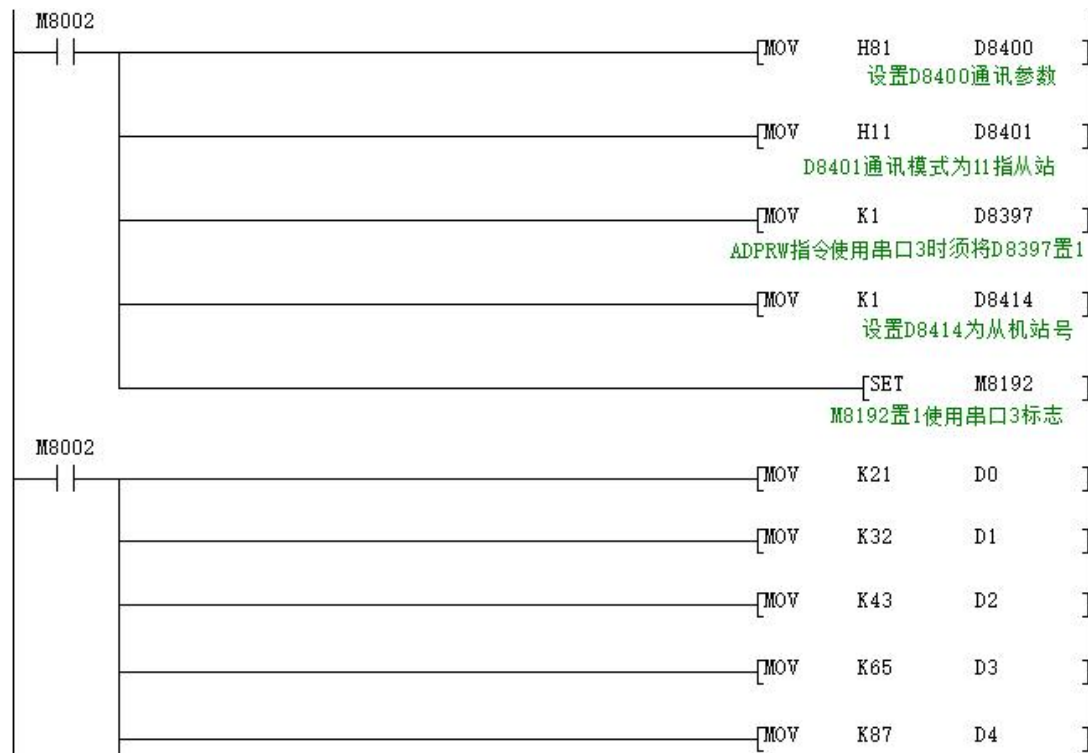 M8002
MOV H81 D8400
设置D8400通讯参数
MOV H11 D8401
D8401通讯模式为11指从站
MOV K1 D8397
ADPRW指令使用串口3时须将D8397置1
MOV K1 D8414
设置D8414为从机站号
SET M8192
M8192置1使用串口3标志
M8002
MOV K21 D0
MOV K32 D1
MOV K43 D2
MOV K65 D3
MOV K87 D4